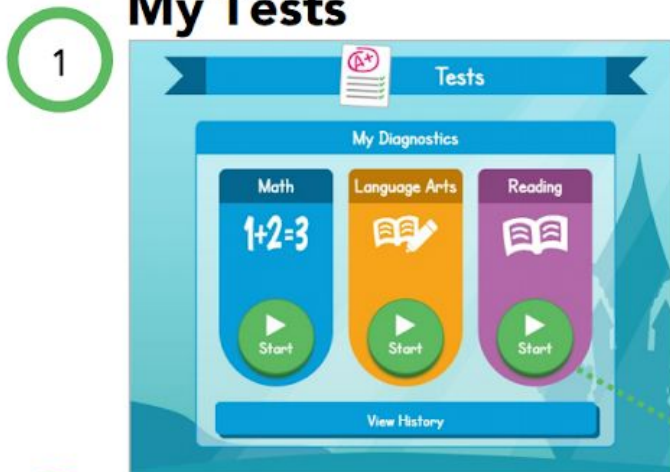 My Tests
1
A+
Tests
My Diagnostics
Math
Language Arts
Reading
1+2=3
Start
Start
Start
View History